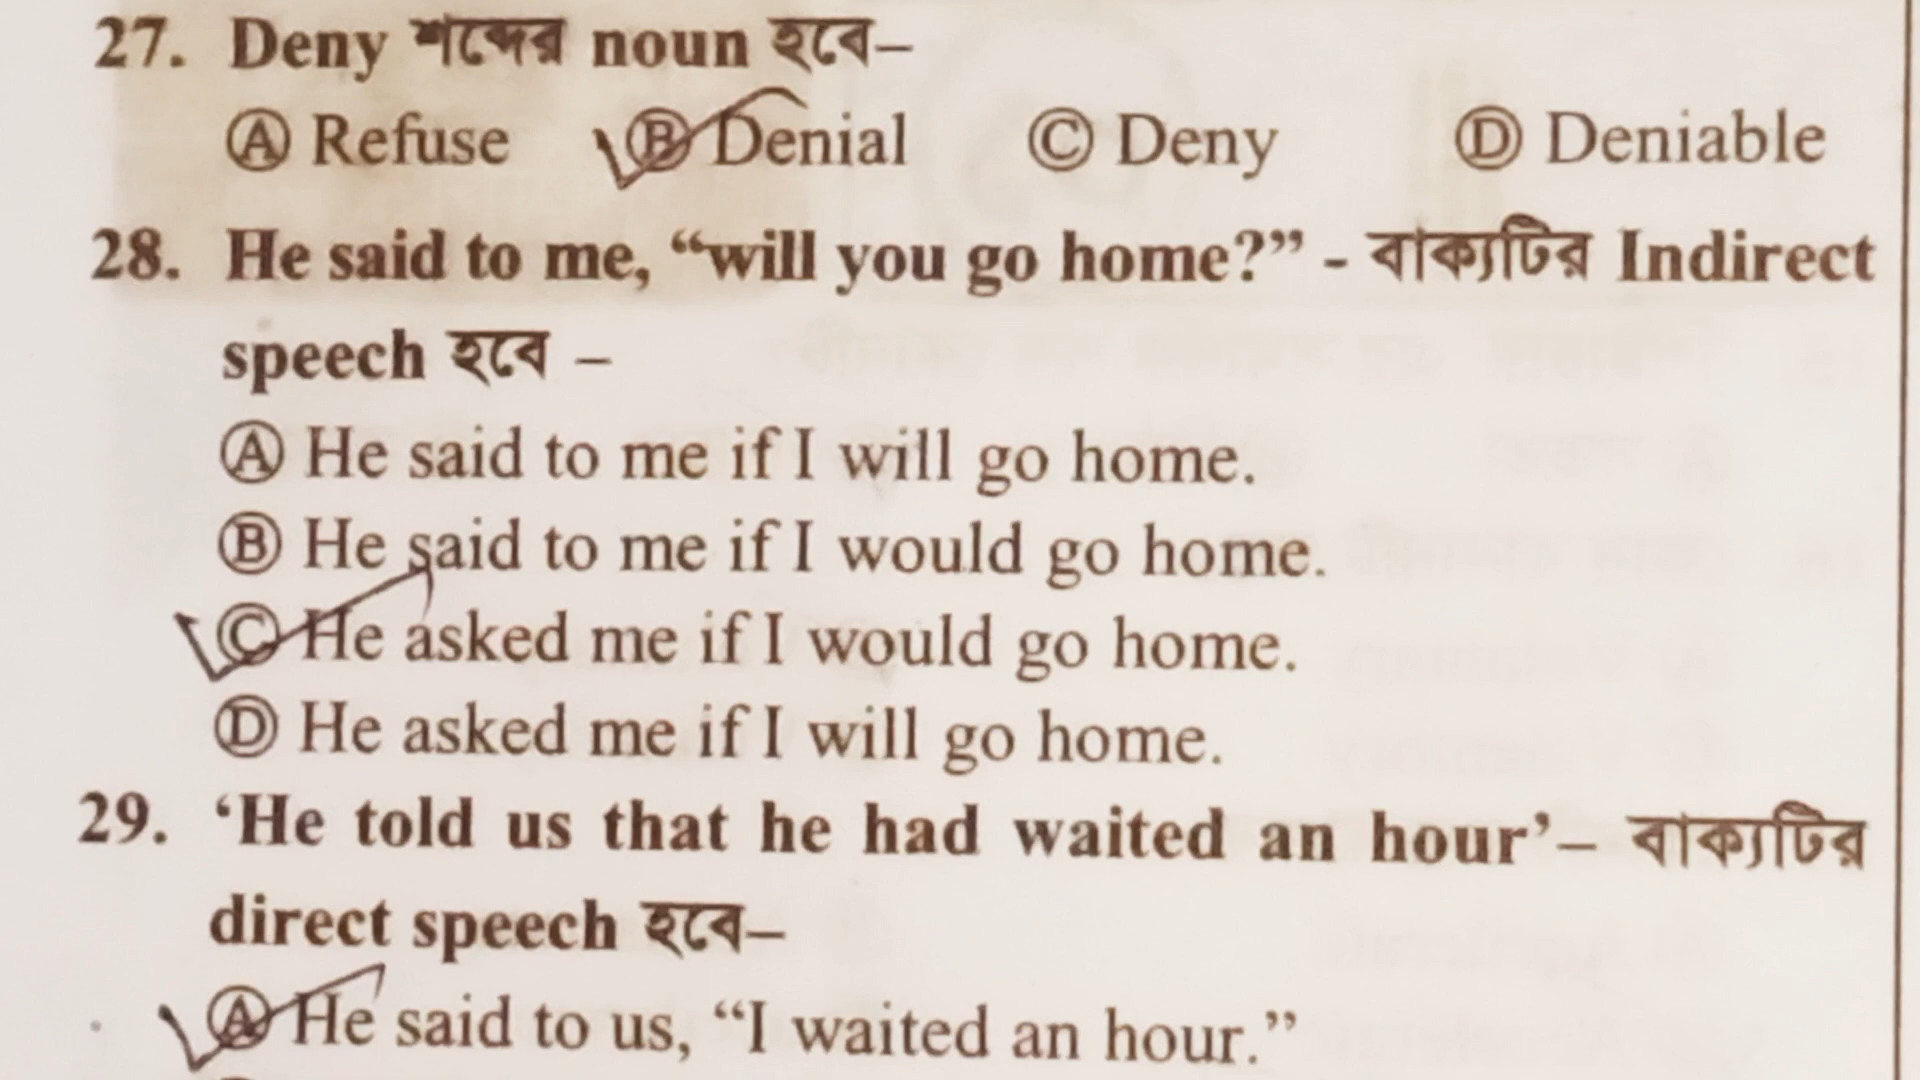 27. Deny শব্দের noun হবে–
Ⓐ Refuse Ⓑ Denial Ⓒ Deny Ⓓ Deniable
28. He said to me, “will you go home?” - বাক্যটির Indirect
speech হবে –
Ⓐ He said to me if I will go home.
Ⓑ He said to me if I would go home.
Ⓒ He asked me if I would go home.
Ⓓ He asked me if I will go home.
29. ‘He told us that he had waited an hour’– বাক্যটির
direct speech হবে–
Ⓐ He said to us, “I waited an hour.”